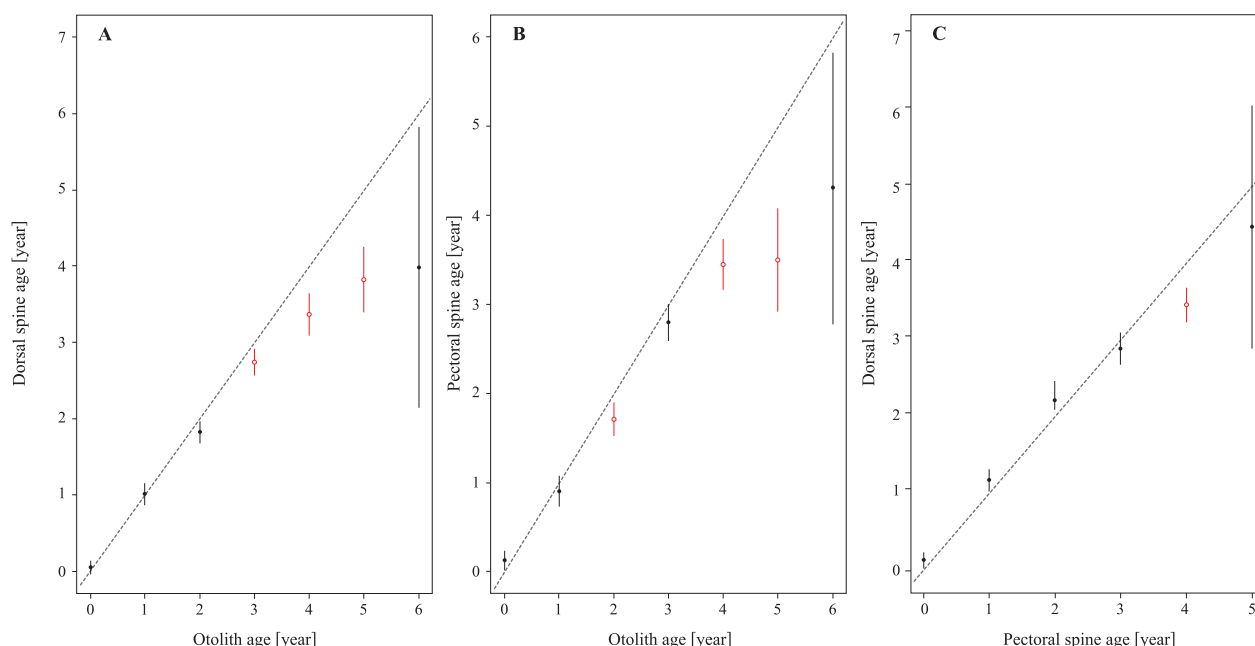 A
Dorsal spine age [year]
7
6
5
4
3
2
1
0
0 1 2 3 4 5 6
Otolith age [year]
B
Pectoral spine age [year]
6
5
4
3
2
1
0
0 1 2 3 4 5 6
Otolith age [year]
C
Dorsal spine age [year]
7
6
5
4
3
2
1
0
0 1 2 3 4 5
Pectoral spine age [year]